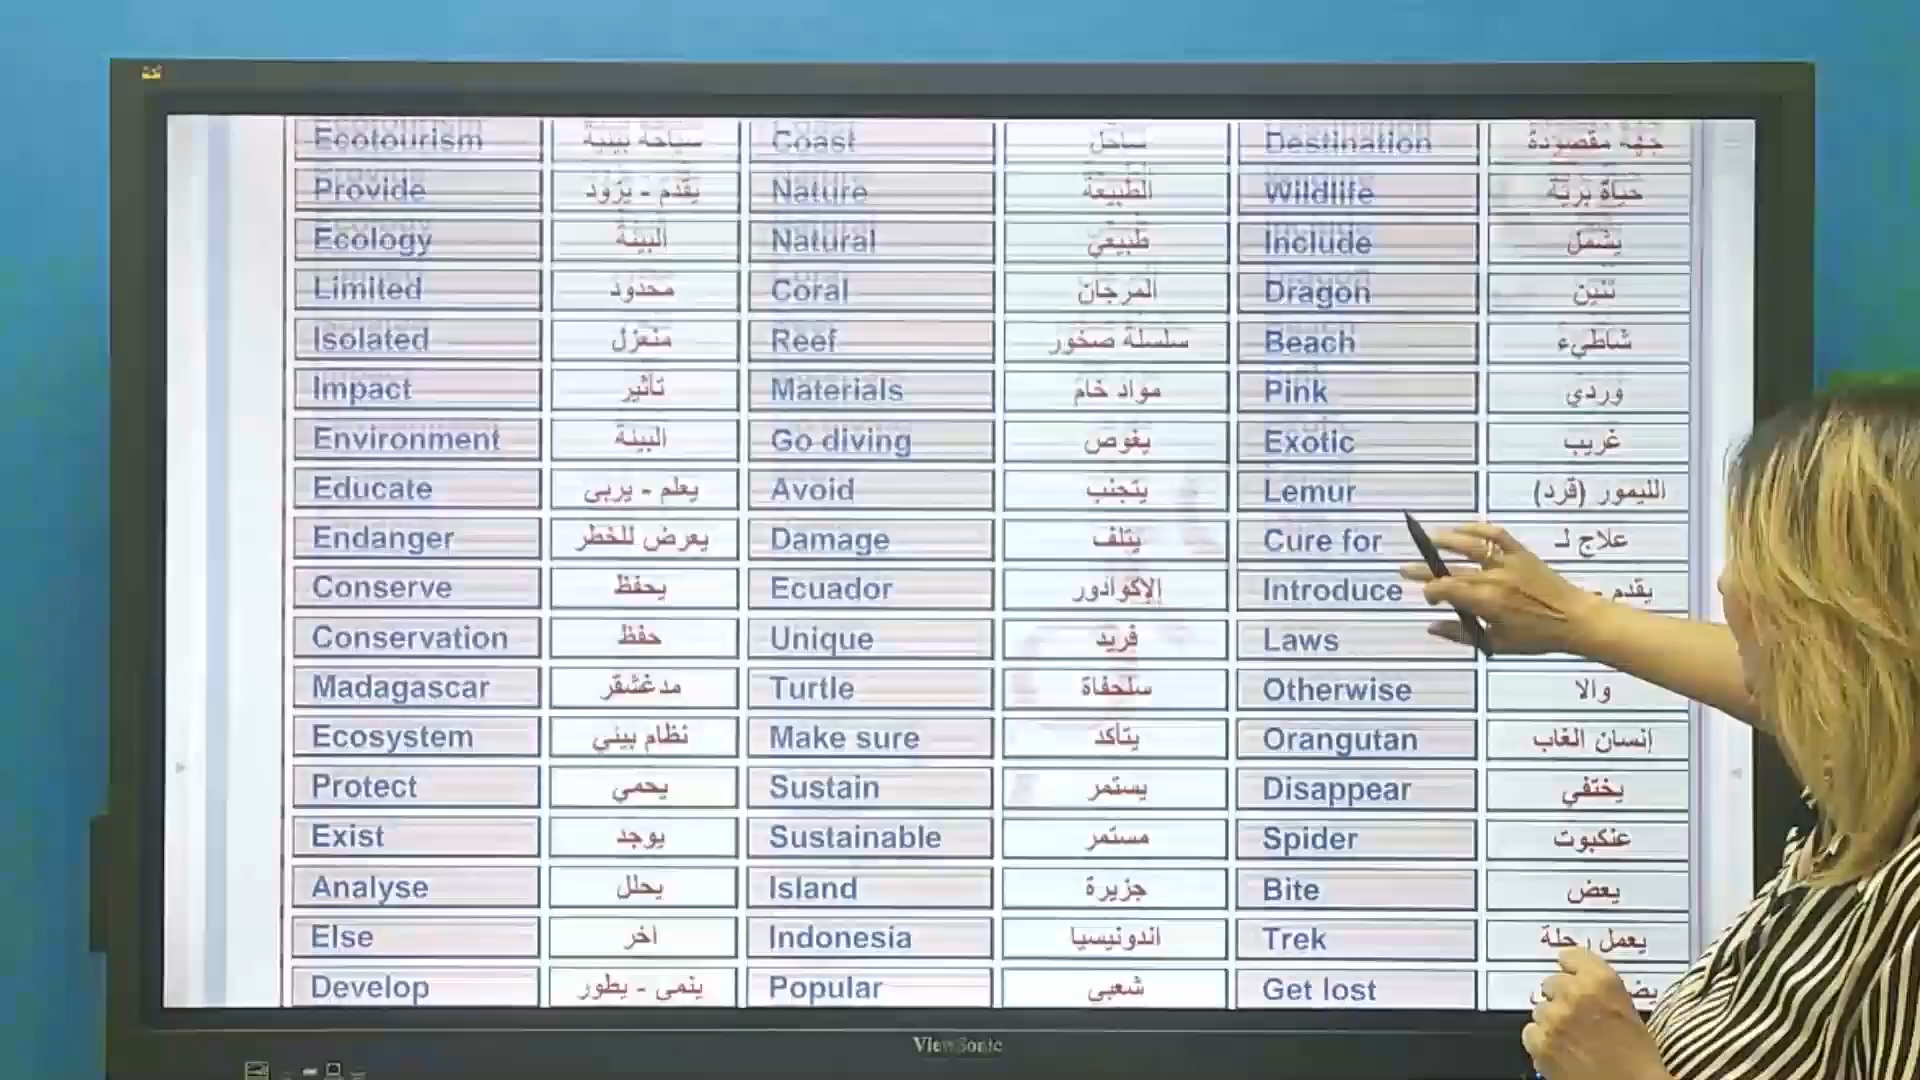 Ecotourism سياحة بيئية Coast ساحل Destination جهة مقصودة
Provide يقدم - يزود Nature الطبيعة Wildlife حياة برية
Ecology البيئة Natural طبيعي Include يشمل
Limited محدود Coral المرجان Dragon تنين
Isolated منعزل Reef سلسلة صخور Beach شاطيء
Impact تأثير Materials مواد خام Pink وردي
Environment البيئة Go diving يغوص Exotic غريب
Educate يعلم - يربى Avoid يتجنب Lemur الليمور (قرد)
Endanger يعرض للخطر Damage يتلف Cure for علاج لـ
Conserve يحفظ Ecuador الإكوادور Introduce يقدم -
Conservation حفظ Unique فريد Laws
Madagascar مدغشقر Turtle سلحفاة Otherwise والا
Ecosystem نظام بيئي Make sure يتأكد Orangutan إنسان الغاب
Protect يحمي Sustain يستمر Disappear يختفي
Exist يوجد Sustainable مستمر Spider عنكبوت
Analyse يحلل Island جزيرة Bite يعض
Else أخر Indonesia اندونيسيا Trek يعمل رحلة
Develop ينمى - يطور Popular شعبى Get lost
ViewSonic